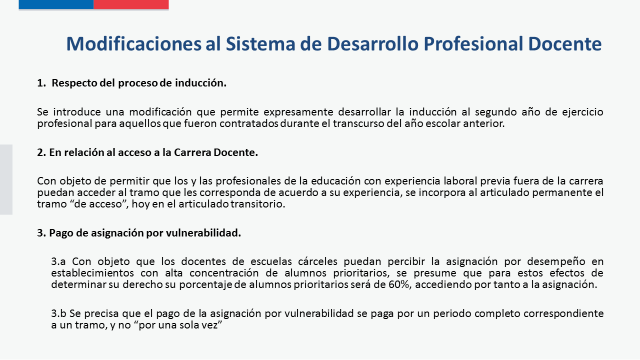 Modificaciones al Sistema de Desarrollo Profesional Docente
1. Respecto del proceso de inducción.
Se introduce una modificación que permite expresamente desarrollar la inducción al segundo año de ejercicio
profesional para aquellos que fueron contratados durante el transcurso del año escolar anterior.
2. En relación al acceso a la Carrera Docente.
Con objeto de permitir que los y las profesionales de la educación con experiencia laboral previa fuera de la carrera
puedan acceder al tramo que les corresponda de acuerdo a su experiencia, se incorpora al articulado permanente el
tramo “de acceso”, hoy en el articulado transitorio.
3. Pago de asignación por vulnerabilidad.
3.a Con objeto que los docentes de escuelas cárceles puedan percibir la asignación por desempeño en
establecimientos con alta concentración de alumnos prioritarios, se presume que para estos efectos de
determinar su derecho su porcentaje de alumnos prioritarios será de 60%, accediendo por tanto a la asignación.
3.b Se precisa que el pago de la asignación por vulnerabilidad se paga por un periodo completo correspondiente
a un tramo, y no “por una sola vez”